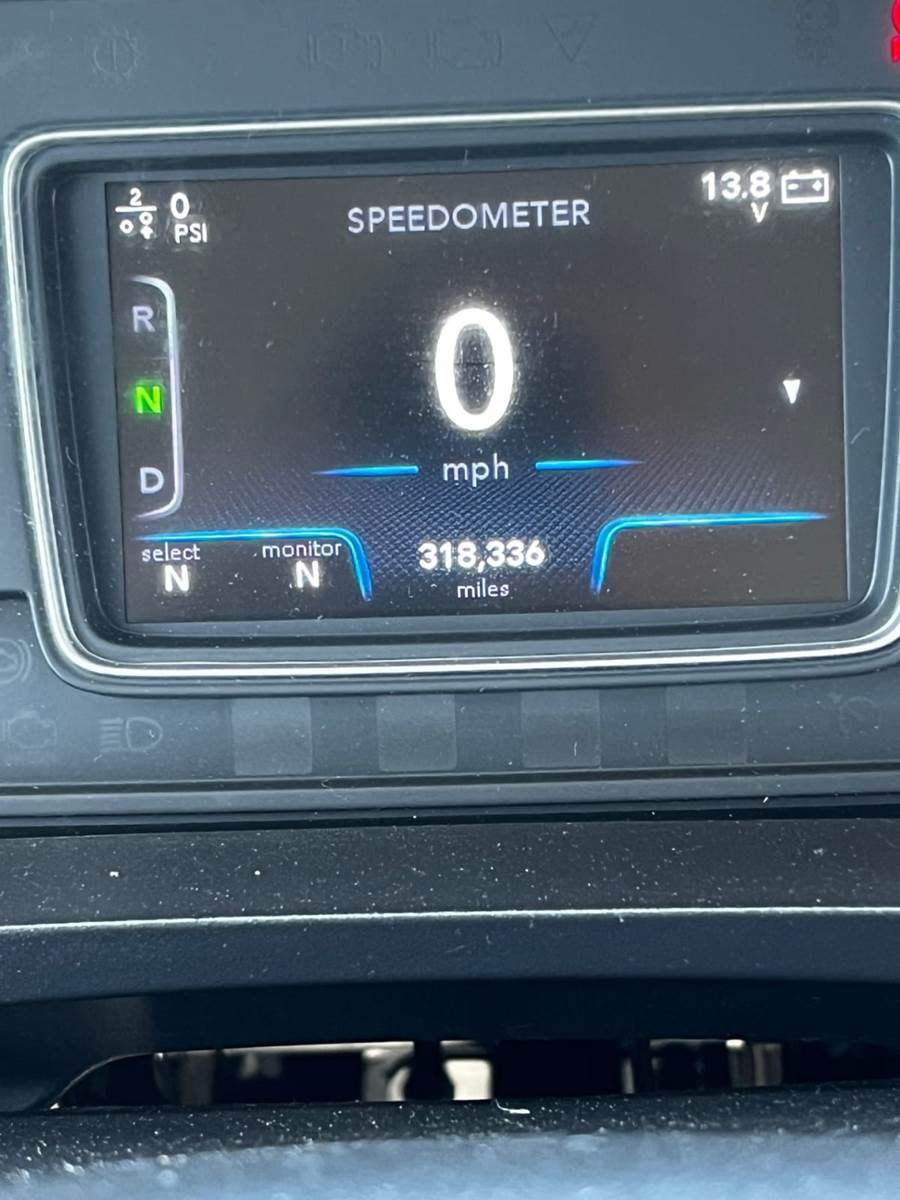 2
0
PSI
SPEEDOMETER
13.8
V
R
0
N
mph
D
select
monitor
318,336
N
N
miles